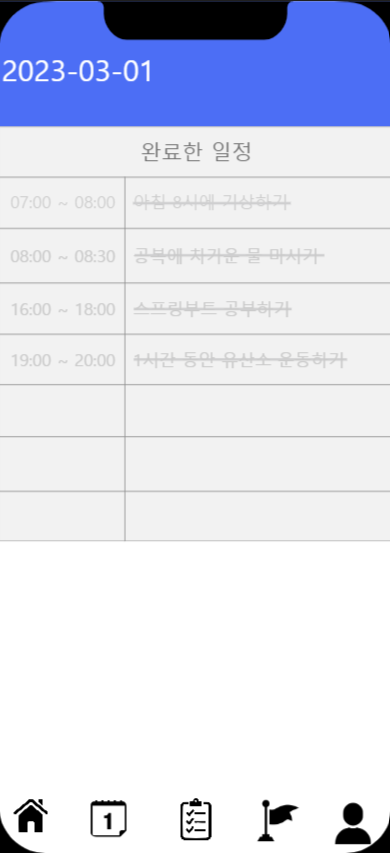 2023-03-01
완료한 일정
07:00 ~ 08:00 아침 8시에 기상하기
08:00 ~ 08:30 공복에 차가운 물 마시기
16:00 ~ 18:00 스프링부트 공부하기
19:00 ~ 20:00 1시간 동안 유산소 운동하기
1